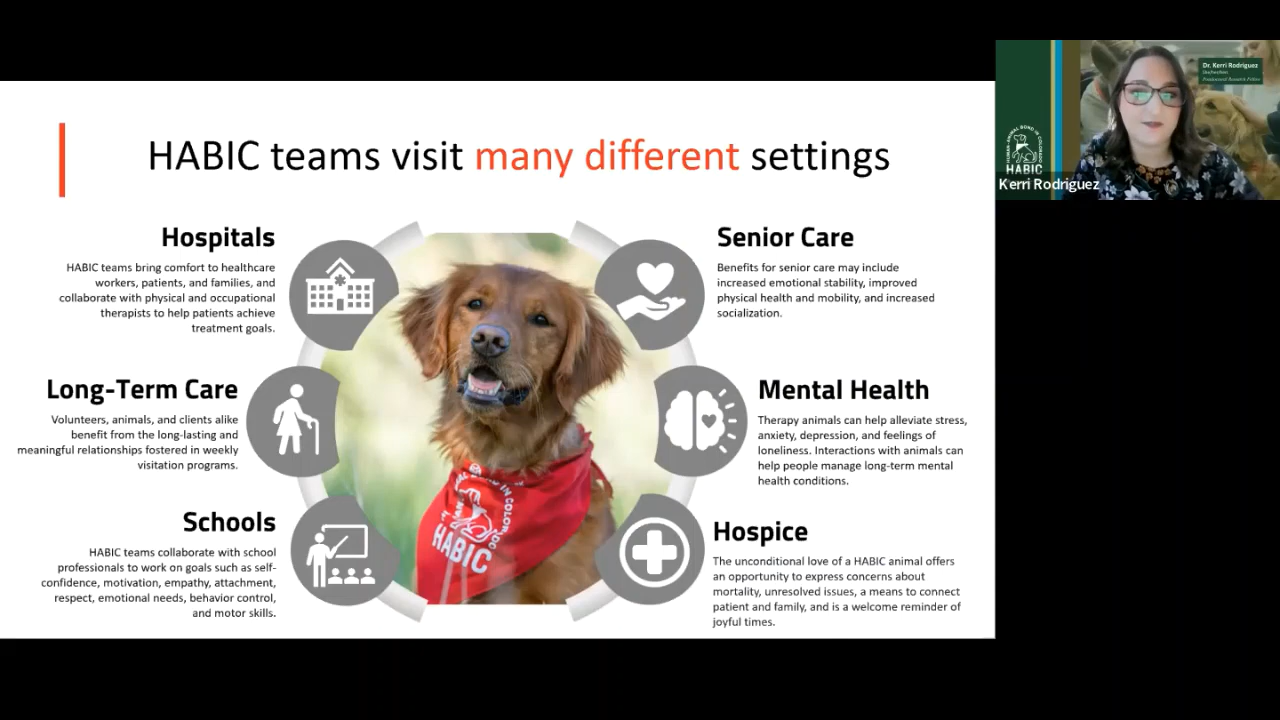 HABIC teams visit many different settings
Hospitals
HABIC teams bring comfort to healthcare
workers, patients, and families, and
collaborate with physical and occupational
therapists to help patients achieve
treatment goals.
Long-Term Care
Volunteers, animals, and clients alike
benefit from the long-lasting and
meaningful relationships fostered in weekly
visitation programs.
Schools
HABIC teams collaborate with school
professionals to work on goals such as self-
confidence, motivation, empathy, attachment,
respect, emotional needs, behavior control,
and motor skills.
Senior Care
Benefits for senior care may include
increased emotional stability, improved
physical health and mobility, and increased
socialization.
Mental Health
Therapy animals can help alleviate stress,
anxiety, depression, and feelings of
loneliness. Interactions with animals can
help people manage long-term mental
health conditions.
Hospice
The unconditional love of a HABIC animal offers
an opportunity to express concerns about
mortality, unresolved issues, a means to connect
patient and family, and is a welcome reminder of
joyful times.
HABIC
Dr. Kerri Rodriguez
HUMAN-ANIMAL BOND IN COLORADO
HABIC
Kerri Rodriguez